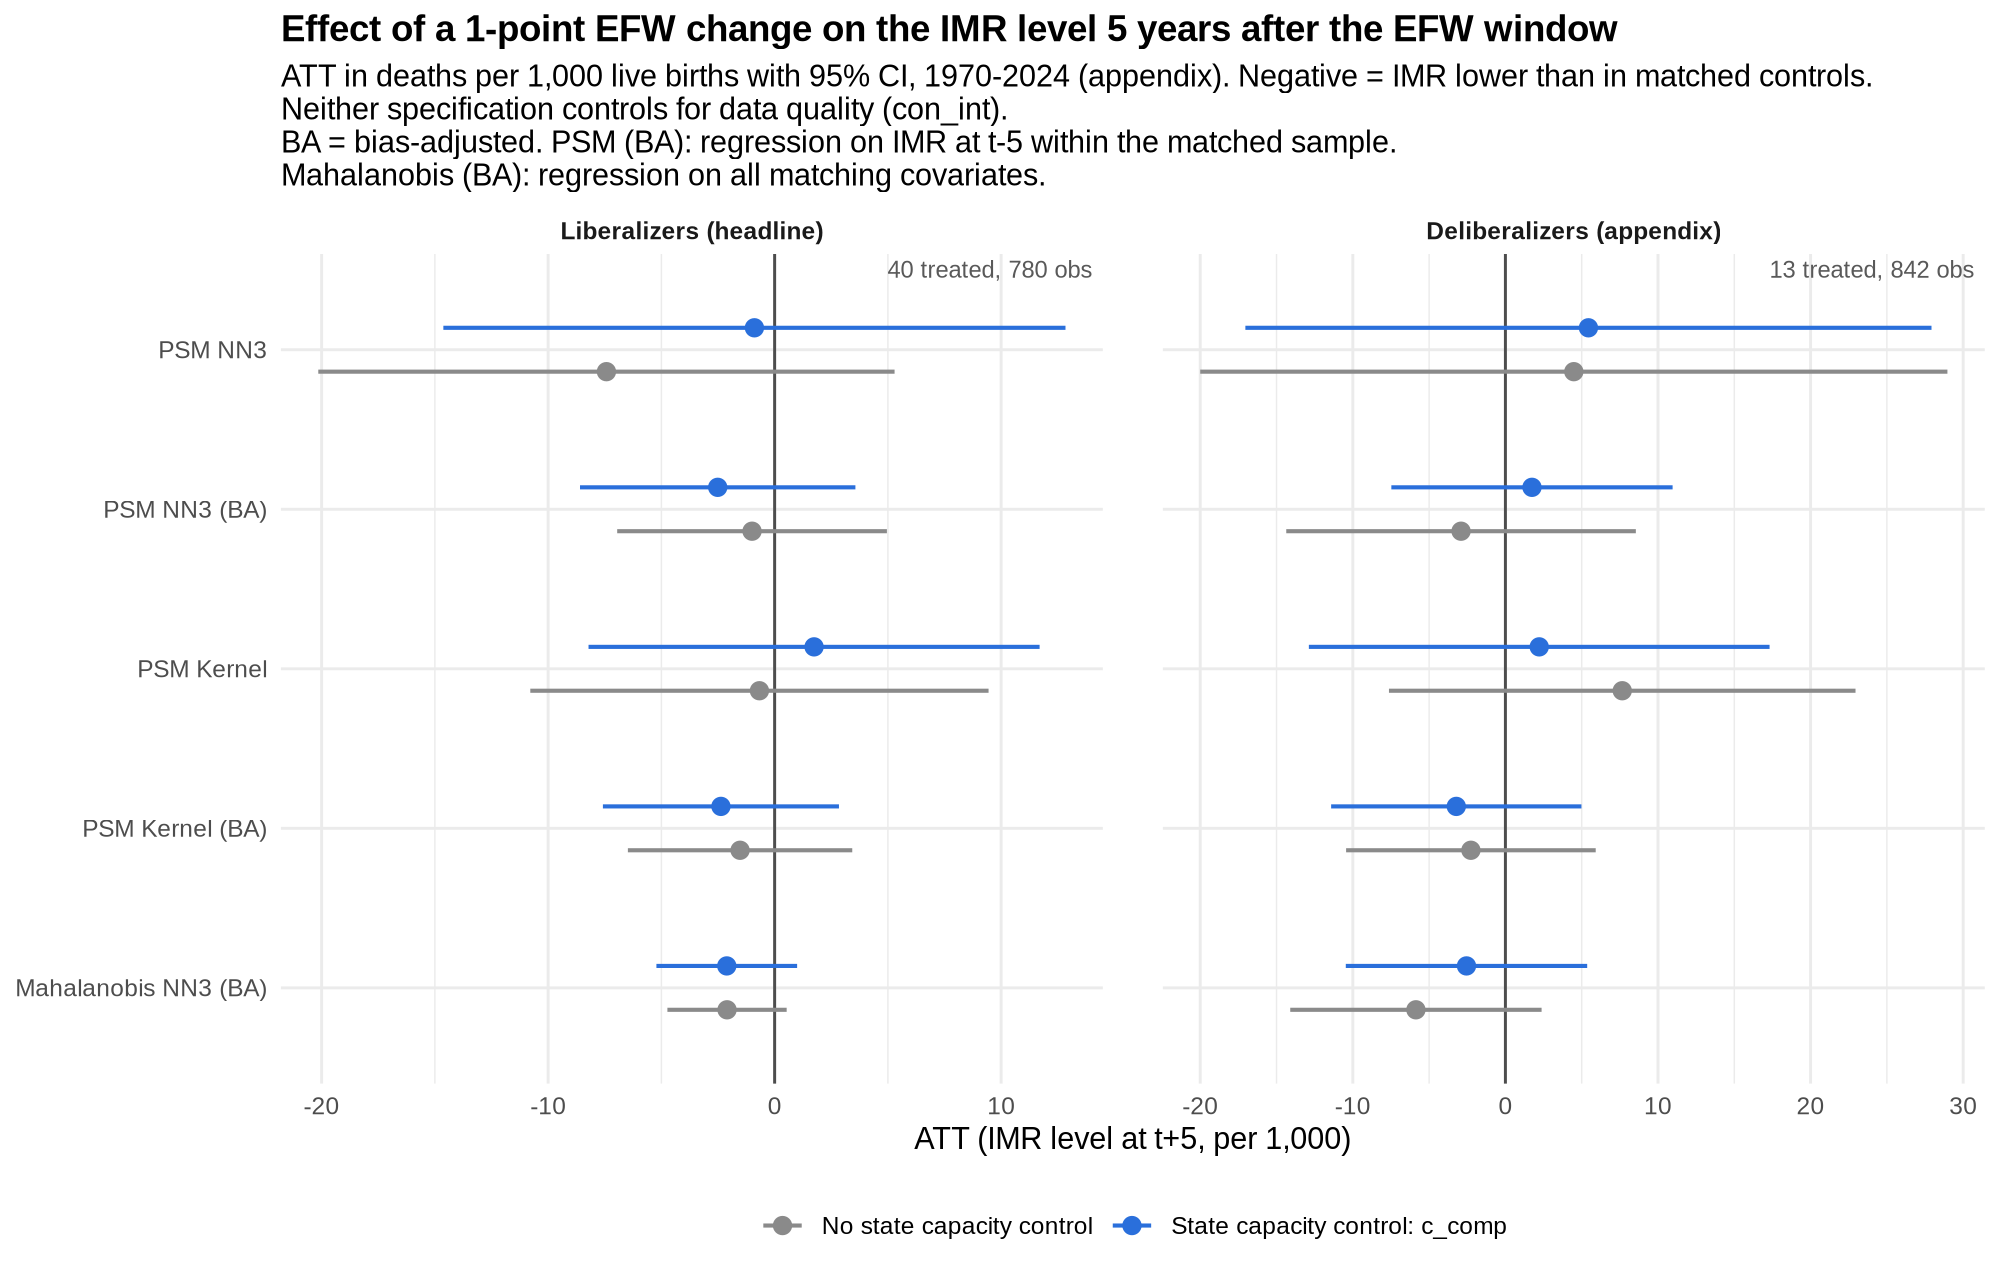 Effect of a 1-point EFW change on the IMR level 5 years after the EFW window
ATT in deaths per 1,000 live births with 95% CI, 1970-2024 (appendix). Negative = IMR lower than in matched controls.
Neither specification controls for data quality (con_int).
BA = bias-adjusted. PSM (BA): regression on IMR at t-5 within the matched sample.
Mahalanobis (BA): regression on all matching covariates.
Liberalizers (headline)
Deliberalizers (appendix)
40 treated, 780 obs
13 treated, 842 obs
PSM NN3
PSM NN3 (BA)
PSM Kernel
PSM Kernel (BA)
Mahalanobis NN3 (BA)
-20 -10 0 10
-20 -10 0 10 20 30
ATT (IMR level at t+5, per 1,000)
No state capacity control
State capacity control: c_comp